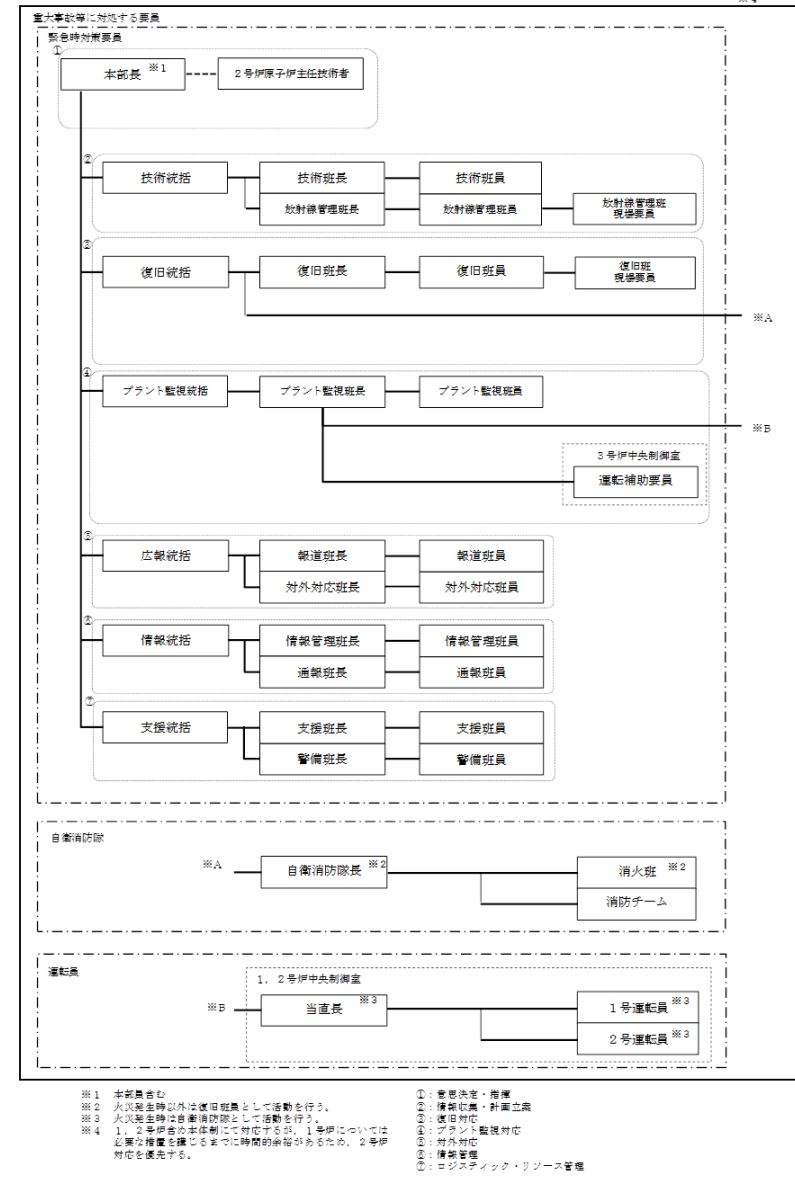 ※4
重大事故等に対処する要員
緊急時対策要員
①
本部長 ※1
2号炉原子炉主任技術者
②
技術統括
技術班長
技術班員
放射線管理班長
放射線管理班員
放射線管理班
現場要員
③
復旧統括
復旧班長
復旧班員
復旧班
現場要員
※A
④
プラント監視統括
プラント監視班長
プラント監視班員
※B
3号炉中央制御室
運転補助要員
⑤
広報統括
報道班長
報道班員
対外対応班長
対外対応班員
⑥
情報統括
情報管理班長
情報管理班員
通報班長
通報班員
⑦
支援統括
支援班長
支援班員
警備班長
警備班員
自衛消防隊
※A
自衛消防隊長 ※2
消火班 ※2
消防チーム
運転員
1,2号炉中央制御室
※B
当直長 ※3
1号運転員 ※3
2号運転員 ※3
※1 本部員含む
※2 火災発生時以外は復旧班員として活動を行う。
※3 火災発生時は自衛消防隊として活動を行う。
※4 1,2号炉含め本体制にて対応するが,1号炉については
必要な措置を講じるまでに時間的余裕があるため,2号炉
対応を優先する。
①:意思決定・指揮
②:情報収集・計画立案
③:復旧対応
④:プラント監視対応
⑤:対外対応
⑥:情報管理
⑦:ロジスティック・リソース管理